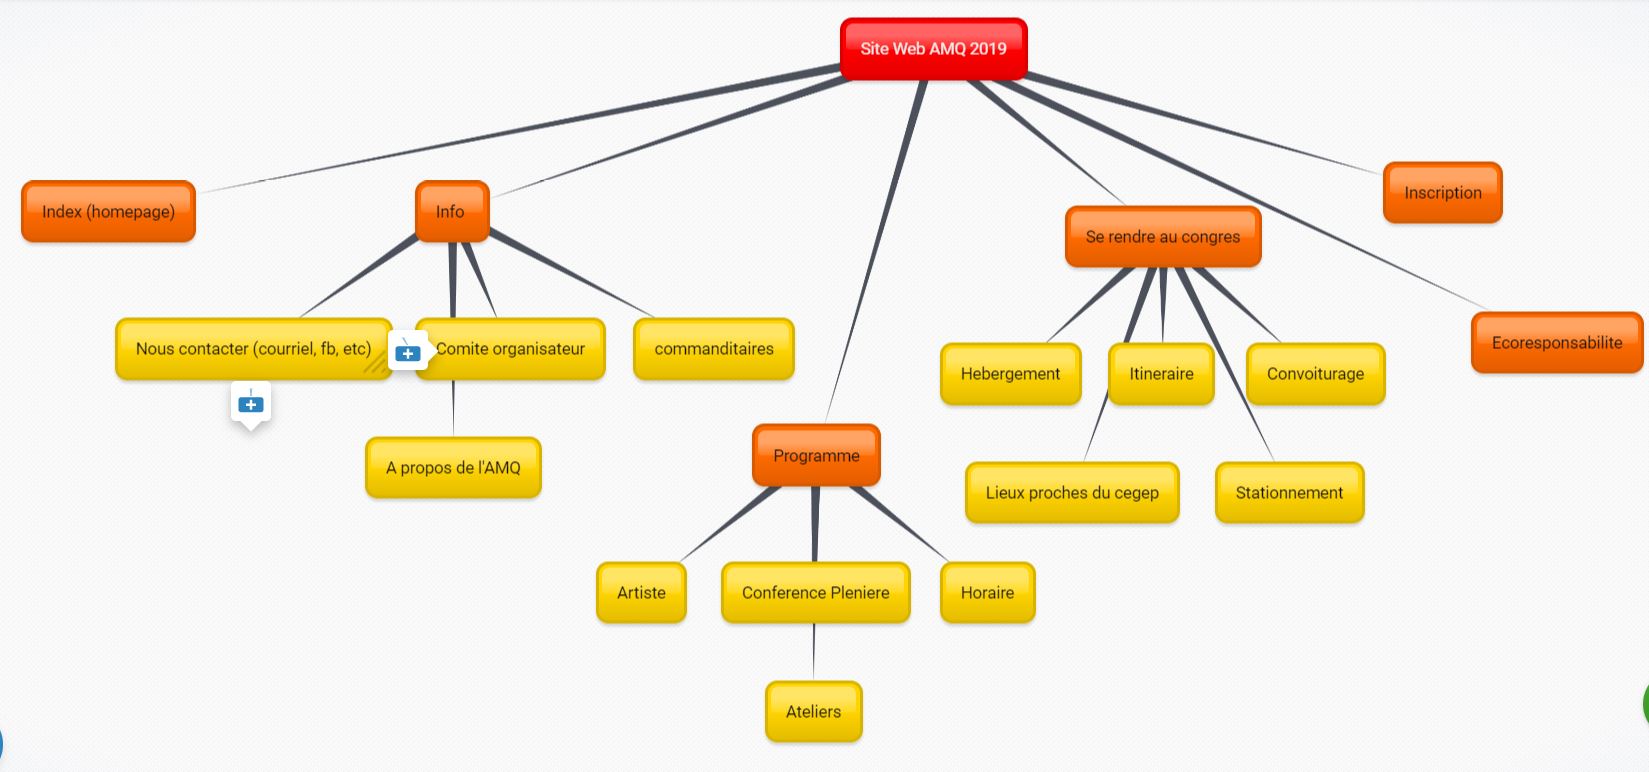 Site Web AMQ 2019
Index (homepage)
Info
Inscription
Se rendre au congres
Ecoresponsabilite
Nous contacter (courriel, fb, etc)
Comite organisateur
commanditaires
A propos de l'AMQ
Hebergement
Itineraire
Convoiturage
Lieux proches du cegep
Stationnement
Programme
Artiste
Conference Pleniere
Horaire
Ateliers